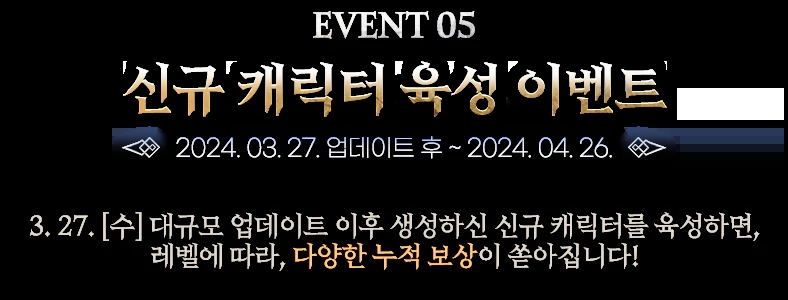 EVENT 05
신규 캐릭터 육성 이벤트
2024. 03. 27. 업데이트 후 ~ 2024. 04. 26.
3. 27. [수] 대규모 업데이트 이후 생성하신 신규 캐릭터를 육성하면,
레벨에 따라, 다양한 누적 보상이 쏟아집니다!